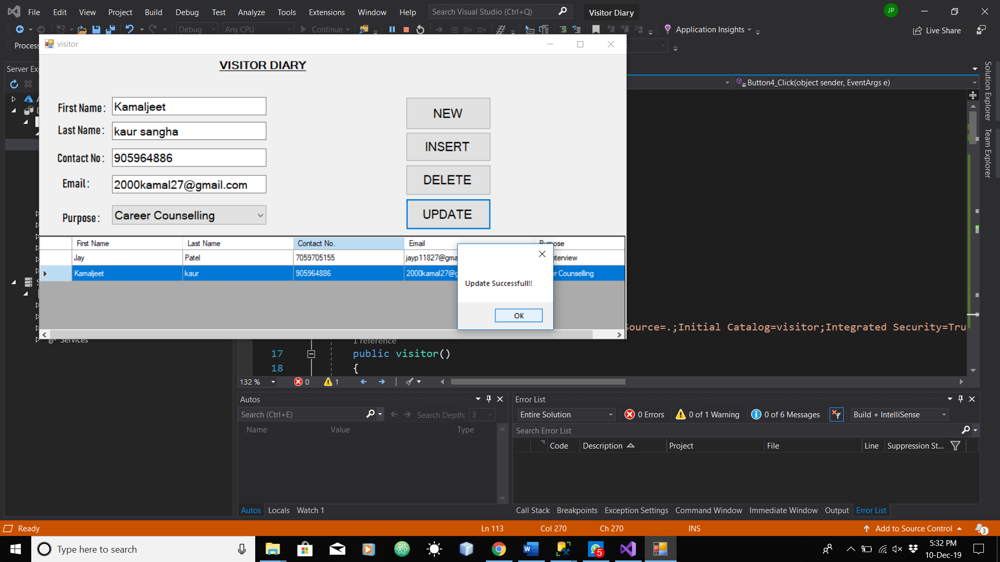 File Edit View Project Build Debug Test Analyze Tools Extensions Window Help Search Visual Studio (Ctrl+Q) Visitor Diary JP
Debug Any CPU Continue Application Insights Live Share
Process
visitor
Server Ex
VISITOR DIARY
Button4_Click(object sender, EventArgs e)
Solution Explorer
Team Explorer
First Name : Kamaljeet
Last Name : kaur sangha
Contact No : 905964886
Email : 2000kamal27@gmail.com
Purpose : Career Counselling
NEW
INSERT
DELETE
UPDATE
First Name Last Name Contact No. Email Purpose
Jay Patel 7059705155 jayp11827@gma nterview
Kamaljeet kaur 905964886 2000kamal27@g r Counselling
Update Successfull!!
OK
Source=.;Initial Catalog=visitor;Integrated Security=Tru
Services
1 reference
17 public visitor()
18 {
132 % 0 1
Autos
Search (Ctrl+E) Search Depth: 3
Name Value Type
Autos Locals Watch 1
Error List
Entire Solution 0 Errors 0 of 1 Warning 0 of 6 Messages Build + IntelliSense
Search Error List
Code Description Project File Line Suppression St...
Call Stack Breakpoints Exception Settings Command Window Immediate Window Output Error List
Ready Ln 113 Col 270 Ch 270 INS Add to Source Control 3
Type here to search
5
5:32 PM
10-Dec-19